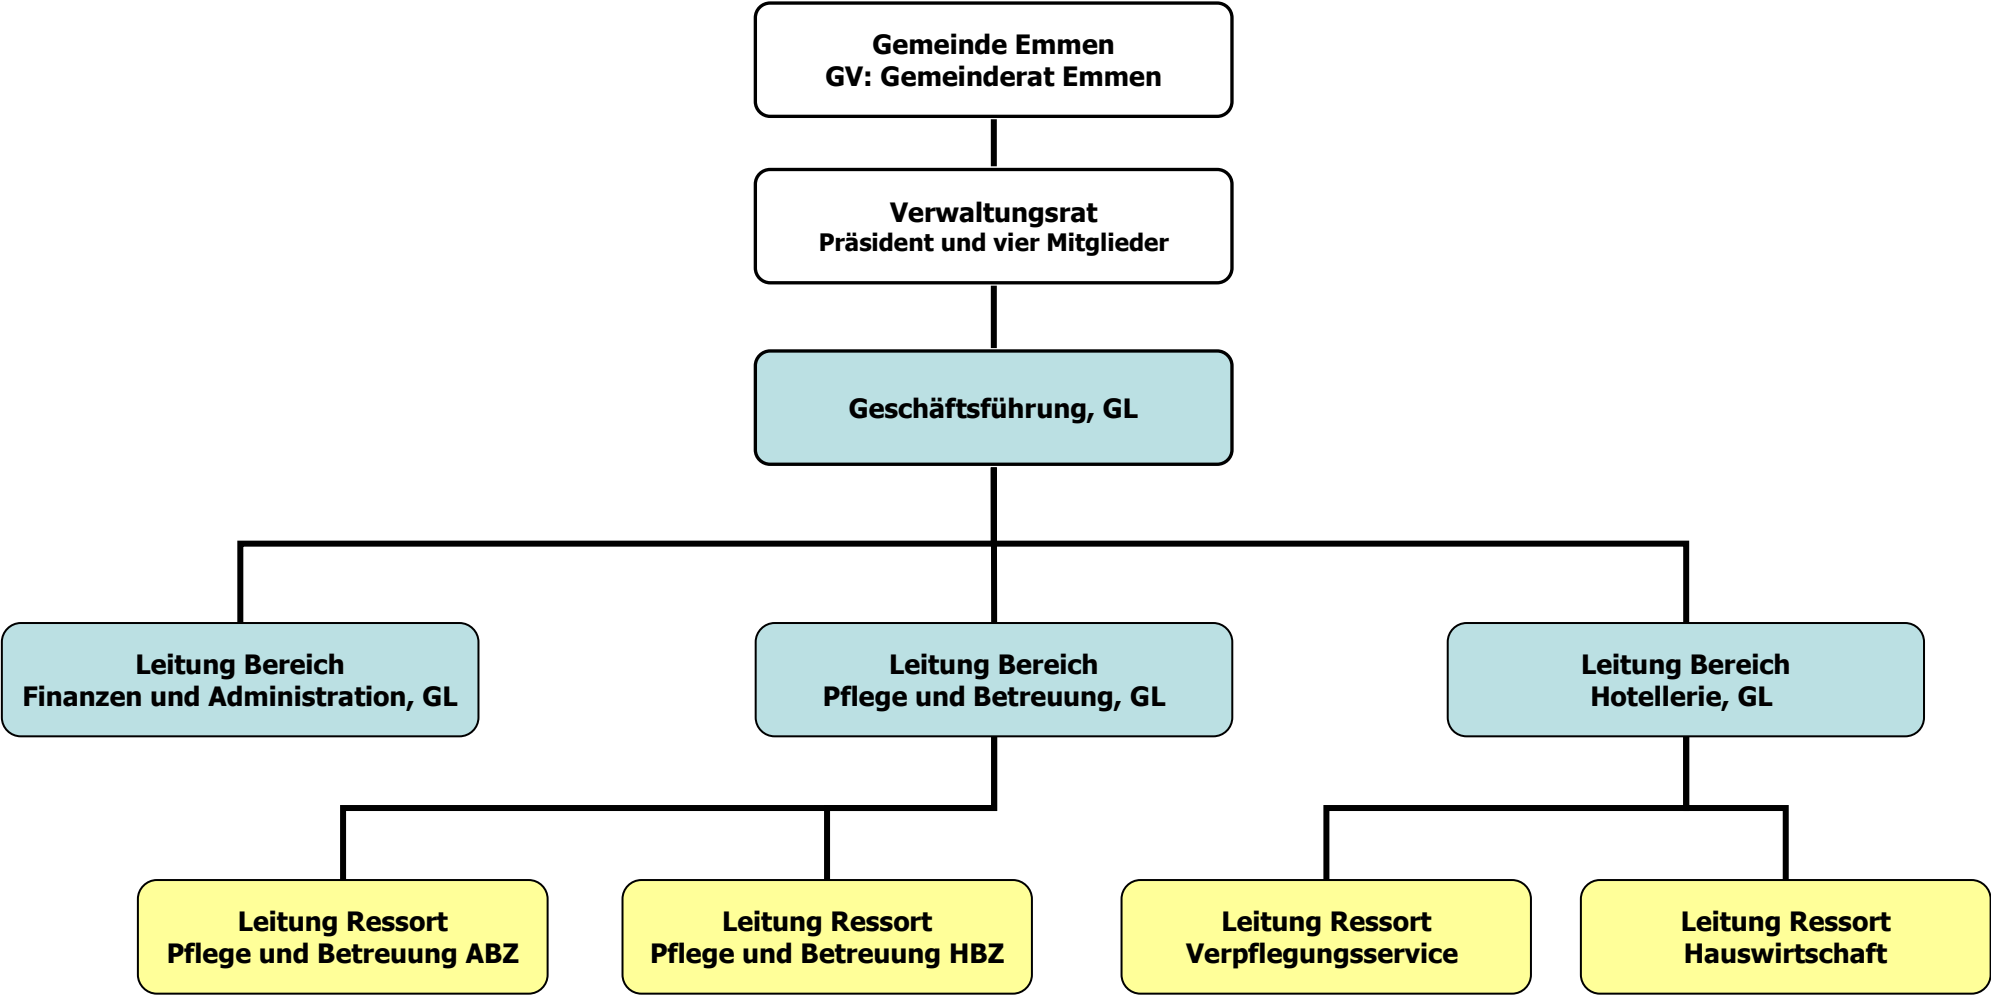 Gemeinde Emmen
GV: Gemeinderat Emmen
Verwaltungsrat
Präsident und vier Mitglieder
Geschäftsführung, GL
Leitung Bereich
Finanzen und Administration, GL
Leitung Bereich
Pflege und Betreuung, GL
Leitung Bereich
Hotellerie, GL
Leitung Ressort
Pflege und Betreuung ABZ
Leitung Ressort
Pflege und Betreuung HBZ
Leitung Ressort
Verpflegungsservice
Leitung Ressort
Hauswirtschaft